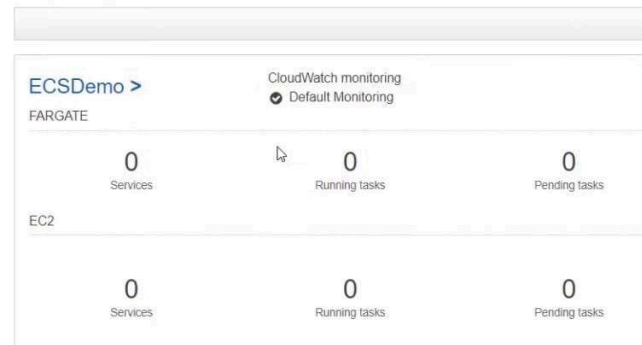 ECSDemo > CloudWatch monitoring
Default Monitoring
FARGATE
0 0 0
Services Running tasks Pending tasks
EC2
0 0 0
Services Running tasks Pending tasks